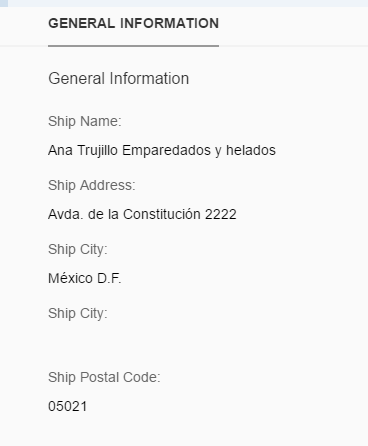 GENERAL INFORMATION
General Information
Ship Name:
Ana Trujillo Emparedados y helados
Ship Address:
Avda. de la Constitución 2222
Ship City:
México D.F.
Ship City:
Ship Postal Code:
05021